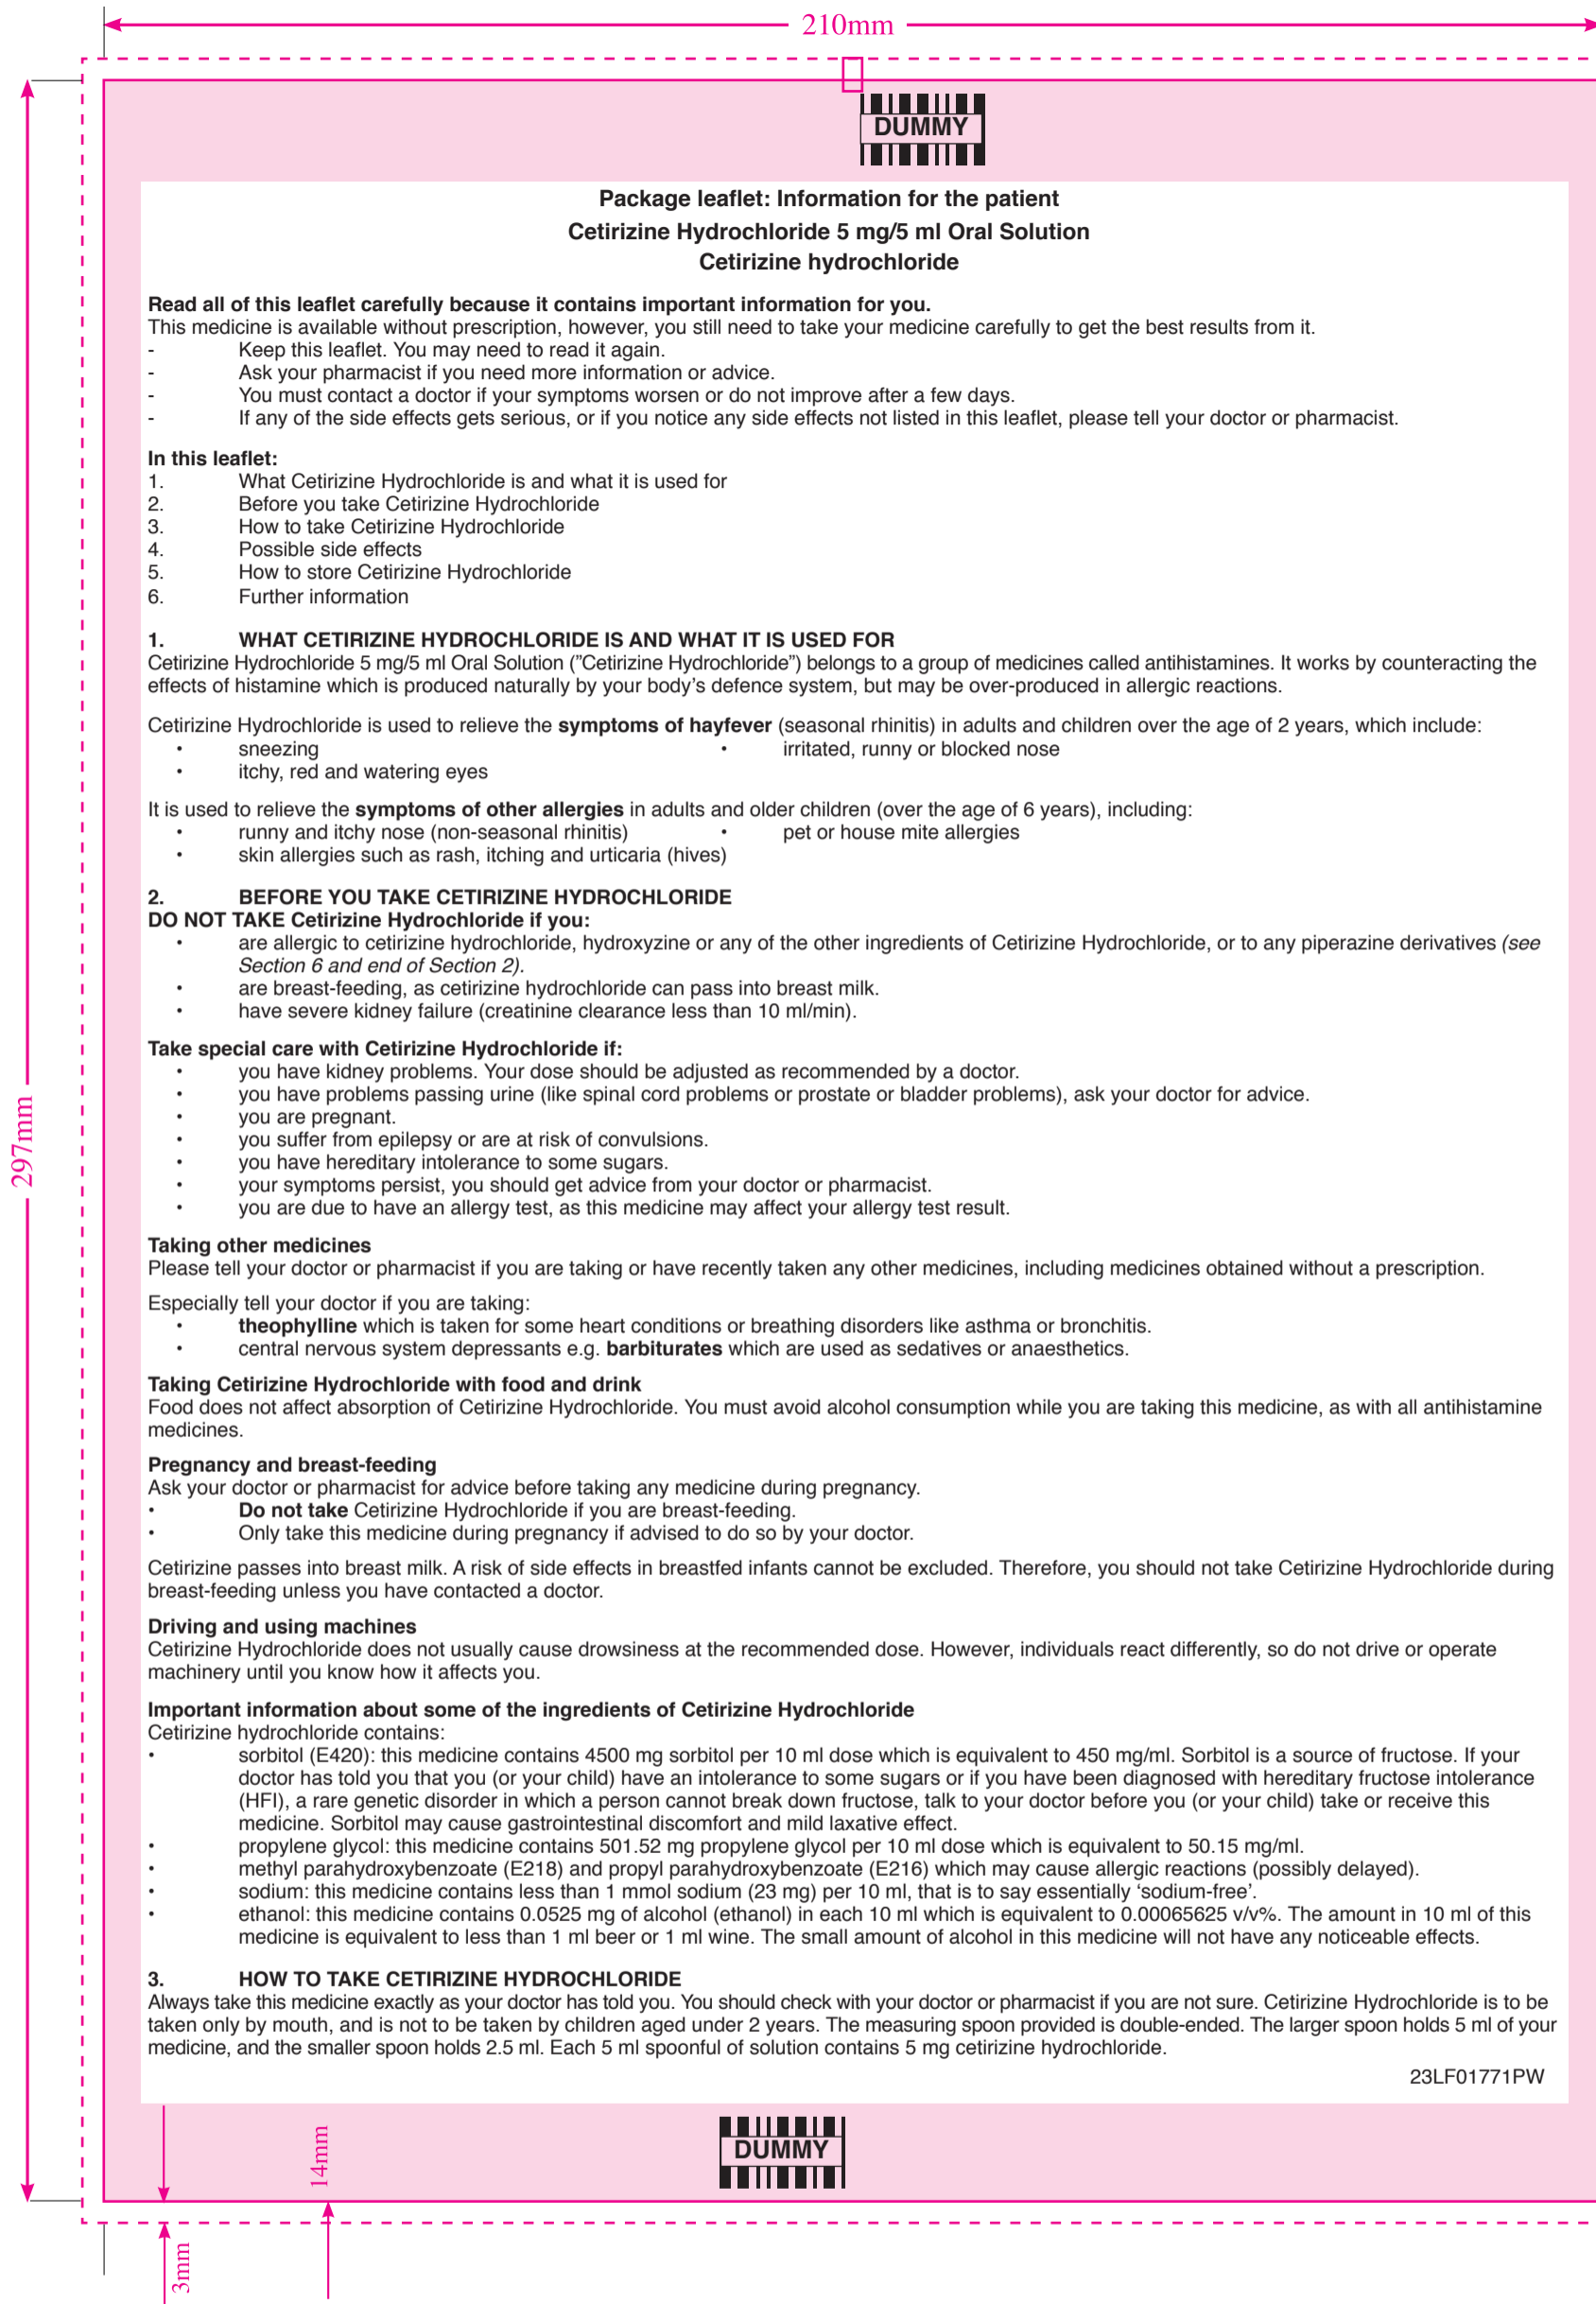 210mm
DUMMY
Package leaflet: Information for the patient
Cetirizine Hydrochloride 5 mg/5 ml Oral Solution
Cetirizine hydrochloride
Read all of this leaflet carefully because it contains important information for you.
This medicine is available without prescription, however, you still need to take your medicine carefully to get the best results from it.
- Keep this leaflet. You may need to read it again.
- Ask your pharmacist if you need more information or advice.
- You must contact a doctor if your symptoms worsen or do not improve after a few days.
- If any of the side effects gets serious, or if you notice any side effects not listed in this leaflet, please tell your doctor or pharmacist.
In this leaflet:
1. What Cetirizine Hydrochloride is and what it is used for
2. Before you take Cetirizine Hydrochloride
3. How to take Cetirizine Hydrochloride
4. Possible side effects
5. How to store Cetirizine Hydrochloride
6. Further information
1. WHAT CETIRIZINE HYDROCHLORIDE IS AND WHAT IT IS USED FOR
Cetirizine Hydrochloride 5 mg/5 ml Oral Solution (”Cetirizine Hydrochloride”) belongs to a group of medicines called antihistamines. It works by counteracting the
effects of histamine which is produced naturally by your body’s defence system, but may be over-produced in allergic reactions.
Cetirizine Hydrochloride is used to relieve the symptoms of hayfever (seasonal rhinitis) in adults and children over the age of 2 years, which include:
• sneezing • irritated, runny or blocked nose
• itchy, red and watering eyes
It is used to relieve the symptoms of other allergies in adults and older children (over the age of 6 years), including:
• runny and itchy nose (non-seasonal rhinitis) • pet or house mite allergies
• skin allergies such as rash, itching and urticaria (hives)
2. BEFORE YOU TAKE CETIRIZINE HYDROCHLORIDE
DO NOT TAKE Cetirizine Hydrochloride if you:
• are allergic to cetirizine hydrochloride, hydroxyzine or any of the other ingredients of Cetirizine Hydrochloride, or to any piperazine derivatives (see
Section 6 and end of Section 2).
• are breast-feeding, as cetirizine hydrochloride can pass into breast milk.
• have severe kidney failure (creatinine clearance less than 10 ml/min).
Take special care with Cetirizine Hydrochloride if:
• you have kidney problems. Your dose should be adjusted as recommended by a doctor.
• you have problems passing urine (like spinal cord problems or prostate or bladder problems), ask your doctor for advice.
• you are pregnant.
• you suffer from epilepsy or are at risk of convulsions.
• you have hereditary intolerance to some sugars.
• your symptoms persist, you should get advice from your doctor or pharmacist.
• you are due to have an allergy test, as this medicine may affect your allergy test result.
Taking other medicines
Please tell your doctor or pharmacist if you are taking or have recently taken any other medicines, including medicines obtained without a prescription.
Especially tell your doctor if you are taking:
• theophylline which is taken for some heart conditions or breathing disorders like asthma or bronchitis.
• central nervous system depressants e.g. barbiturates which are used as sedatives or anaesthetics.
Taking Cetirizine Hydrochloride with food and drink
Food does not affect absorption of Cetirizine Hydrochloride. You must avoid alcohol consumption while you are taking this medicine, as with all antihistamine
medicines.
Pregnancy and breast-feeding
Ask your doctor or pharmacist for advice before taking any medicine during pregnancy.
• Do not take Cetirizine Hydrochloride if you are breast-feeding.
• Only take this medicine during pregnancy if advised to do so by your doctor.
Cetirizine passes into breast milk. A risk of side effects in breastfed infants cannot be excluded. Therefore, you should not take Cetirizine Hydrochloride during
breast-feeding unless you have contacted a doctor.
Driving and using machines
Cetirizine Hydrochloride does not usually cause drowsiness at the recommended dose. However, individuals react differently, so do not drive or operate
machinery until you know how it affects you.
Important information about some of the ingredients of Cetirizine Hydrochloride
Cetirizine hydrochloride contains:
• sorbitol (E420): this medicine contains 4500 mg sorbitol per 10 ml dose which is equivalent to 450 mg/ml. Sorbitol is a source of fructose. If your
doctor has told you that you (or your child) have an intolerance to some sugars or if you have been diagnosed with hereditary fructose intolerance
(HFI), a rare genetic disorder in which a person cannot break down fructose, talk to your doctor before you (or your child) take or receive this
medicine. Sorbitol may cause gastrointestinal discomfort and mild laxative effect.
• propylene glycol: this medicine contains 501.52 mg propylene glycol per 10 ml dose which is equivalent to 50.15 mg/ml.
• methyl parahydroxybenzoate (E218) and propyl parahydroxybenzoate (E216) which may cause allergic reactions (possibly delayed).
• sodium: this medicine contains less than 1 mmol sodium (23 mg) per 10 ml, that is to say essentially ‘sodium-free’.
• ethanol: this medicine contains 0.0525 mg of alcohol (ethanol) in each 10 ml which is equivalent to 0.00065625 v/v%. The amount in 10 ml of this
medicine is equivalent to less than 1 ml beer or 1 ml wine. The small amount of alcohol in this medicine will not have any noticeable effects.
3. HOW TO TAKE CETIRIZINE HYDROCHLORIDE
Always take this medicine exactly as your doctor has told you. You should check with your doctor or pharmacist if you are not sure. Cetirizine Hydrochloride is to be
taken only by mouth, and is not to be taken by children aged under 2 years. The measuring spoon provided is double-ended. The larger spoon holds 5 ml of your
medicine, and the smaller spoon holds 2.5 ml. Each 5 ml spoonful of solution contains 5 mg cetirizine hydrochloride.
23LF01771PW
297mm
DUMMY
14mm
3mm